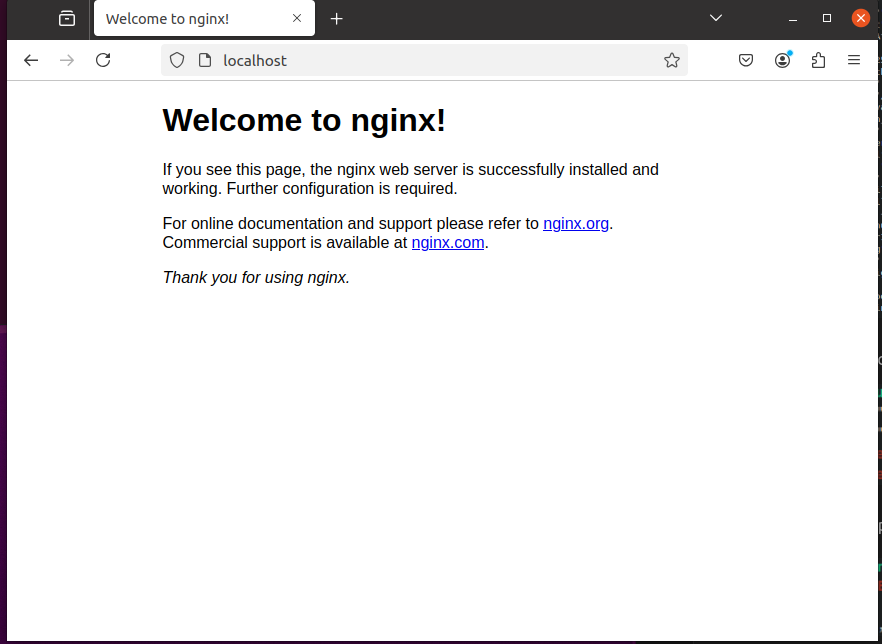 Welcome to nginx!
localhost
Welcome to nginx!
If you see this page, the nginx web server is successfully installed and
working. Further configuration is required.
For online documentation and support please refer to nginx.org.
Commercial support is available at nginx.com.
Thank you for using nginx.